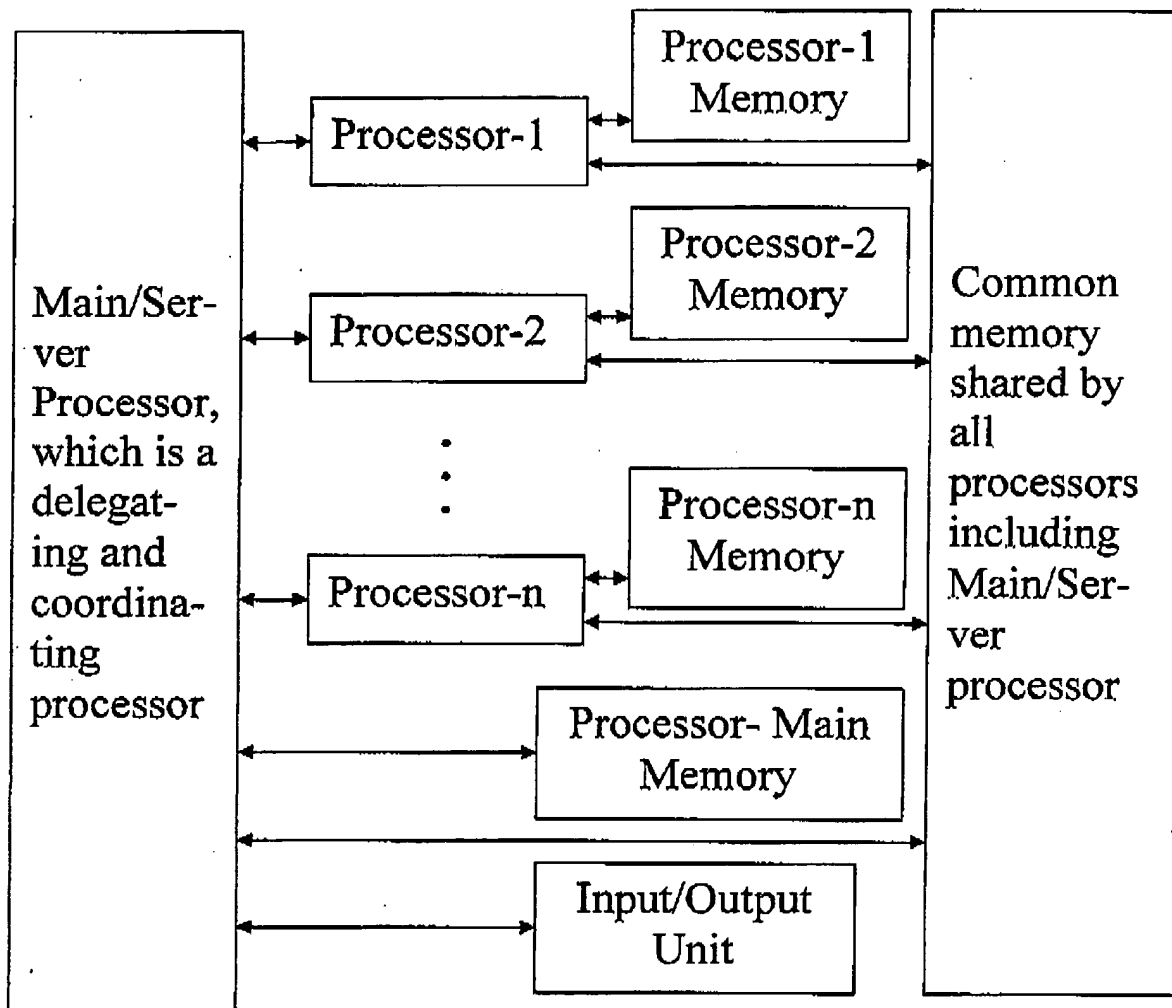 Processor-1
Memory
Processor-1
Processor-2
Memory
Processor-2
Main/Ser-
ver
Processor,
which is a
delegat-
ing and
coordina-
ting
processor
Common
memory
shared by
all
processors
including
Main/Ser-
ver
processor
Processor-n
Memory
Processor-n
Processor- Main
Memory
Input/Output
Unit